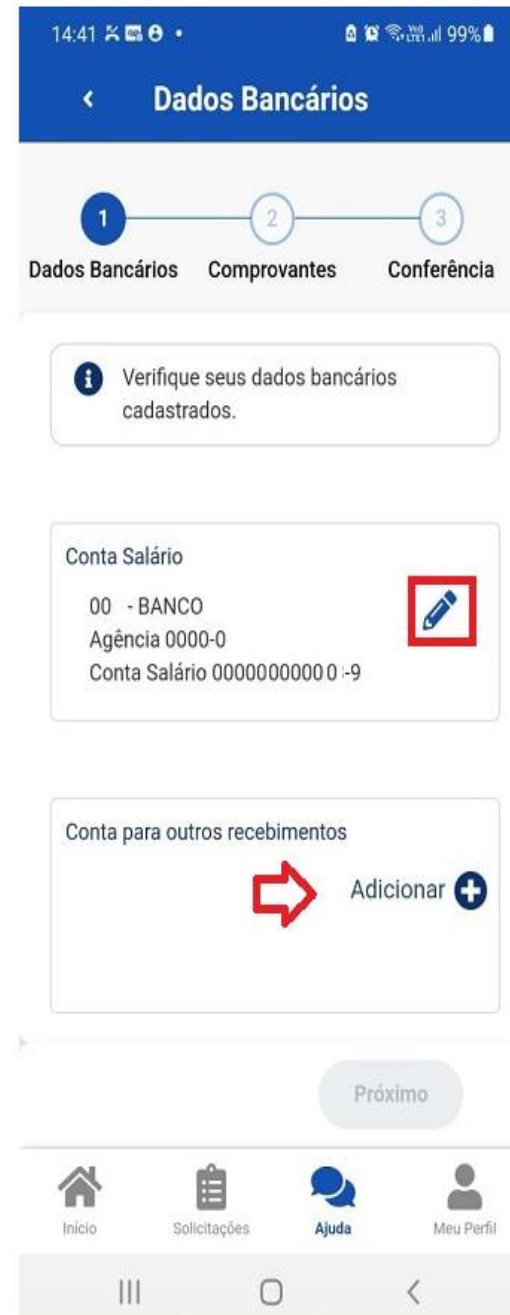 14:41
99%
Dados Bancários
1
2
3
Dados Bancários Comprovantes Conferência
Verifique seus dados bancários
cadastrados.
Conta Salário
00 - BANCO
Agência 0000-0
Conta Salário 0000000000 0 -9
Conta para outros recebimentos
Adicionar
Próximo
Início Solicitações Ajuda Meu Perfil